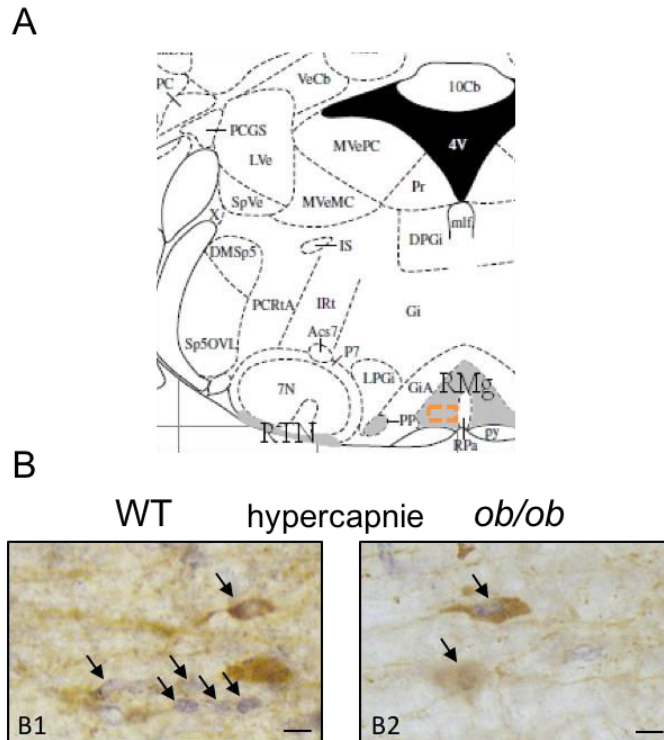 A
VeCb
10Cb
PC
PCGS
MVePC
4V
LVe
Pr
SpVe
MVeMC
mlf
X
DPGi
IS
DMSp5
PCRtA
IRt
Gi
Acs7
Sp5OVL
P7
LPGi
7N
GiA
RMg
PP
RTN
RPa
py
B
WT hypercapnie ob/ob
B1
B2